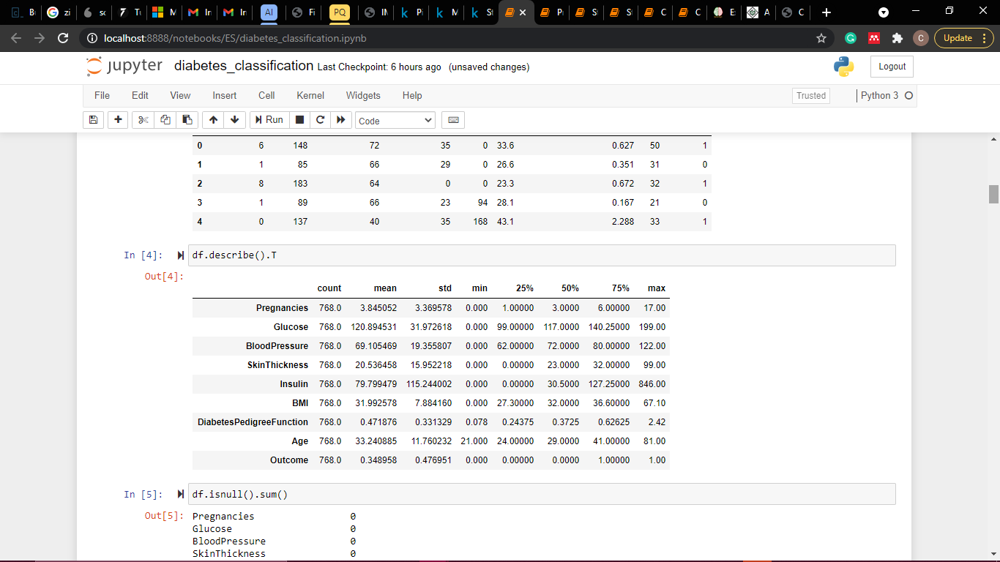 B
zi
sc
Tu
M
In
In
AI
Fi
PQ
IN
Pi
M
St
P
St
St
C
C
E
A
C
localhost:8888/notebooks/ES/diabetes_classification.ipynb
C
Update
jupyter diabetes_classification Last Checkpoint: 6 hours ago (unsaved changes)
Logout
File Edit View Insert Cell Kernel Widgets Help
Trusted Python 3
Run Code
0 6 148 72 35 0 33.6 0.627 50 1
1 1 85 66 29 0 26.6 0.351 31 0
2 8 183 64 0 0 23.3 0.672 32 1
3 1 89 66 23 94 28.1 0.167 21 0
4 0 137 40 35 168 43.1 2.288 33 1
In [4]: df.describe().T
Out[4]:
count mean std min 25% 50% 75% max
Pregnancies 768.0 3.845052 3.369578 0.000 1.00000 3.0000 6.00000 17.00
Glucose 768.0 120.894531 31.972618 0.000 99.00000 117.0000 140.25000 199.00
BloodPressure 768.0 69.105469 19.355807 0.000 62.00000 72.0000 80.00000 122.00
SkinThickness 768.0 20.536458 15.952218 0.000 0.00000 23.0000 32.00000 99.00
Insulin 768.0 79.799479 115.244002 0.000 0.00000 30.5000 127.25000 846.00
BMI 768.0 31.992578 7.884160 0.000 27.30000 32.0000 36.60000 67.10
DiabetesPedigreeFunction 768.0 0.471876 0.331329 0.078 0.24375 0.3725 0.62625 2.42
Age 768.0 33.240885 11.760232 21.000 24.00000 29.0000 41.00000 81.00
Outcome 768.0 0.348958 0.476951 0.000 0.00000 0.0000 1.00000 1.00
In [5]: df.isnull().sum()
Out[5]: Pregnancies 0
Glucose 0
BloodPressure 0
SkinThickness 0